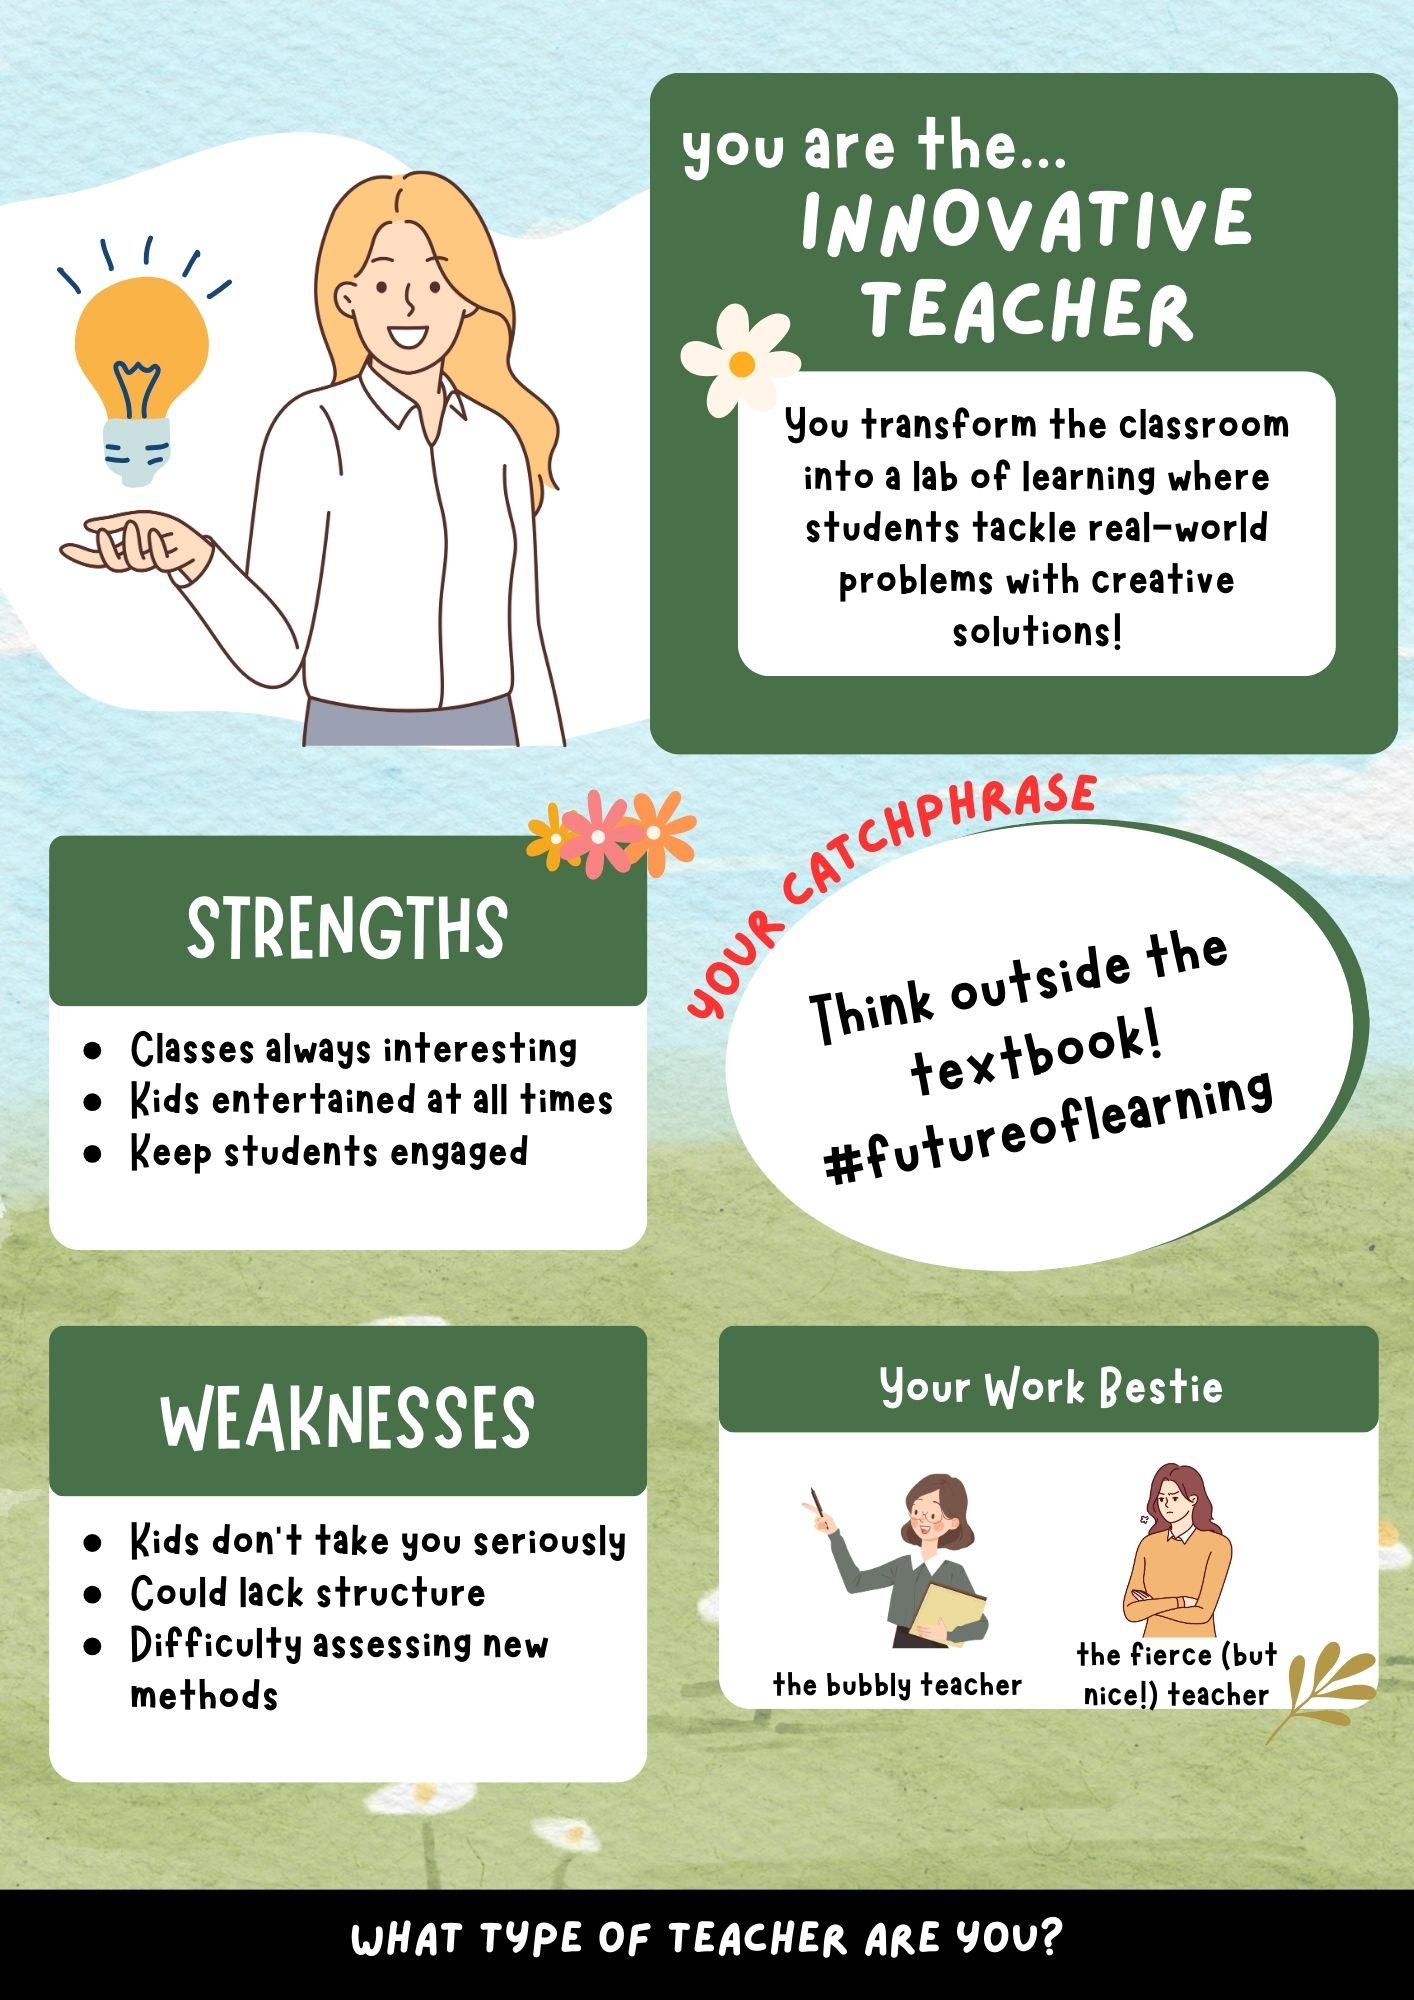 you are the...
INNOVATIVE
TEACHER
You transform the classroom
into a lab of learning where
students tackle real-world
problems with creative
solutions!
STRENGTHS
Classes always interesting
Kids entertained at all times
Keep students engaged
YOUR CATCHPHRASE
Think outside the
textbook!
#futureoflearning
WEAKNESSES
Kids don't take you seriously
Could lack structure
Difficulty assessing new
methods
Your Work Bestie
the bubbly teacher
the fierce (but
nice!) teacher
WHAT TYPE OF TEACHER ARE YOU?